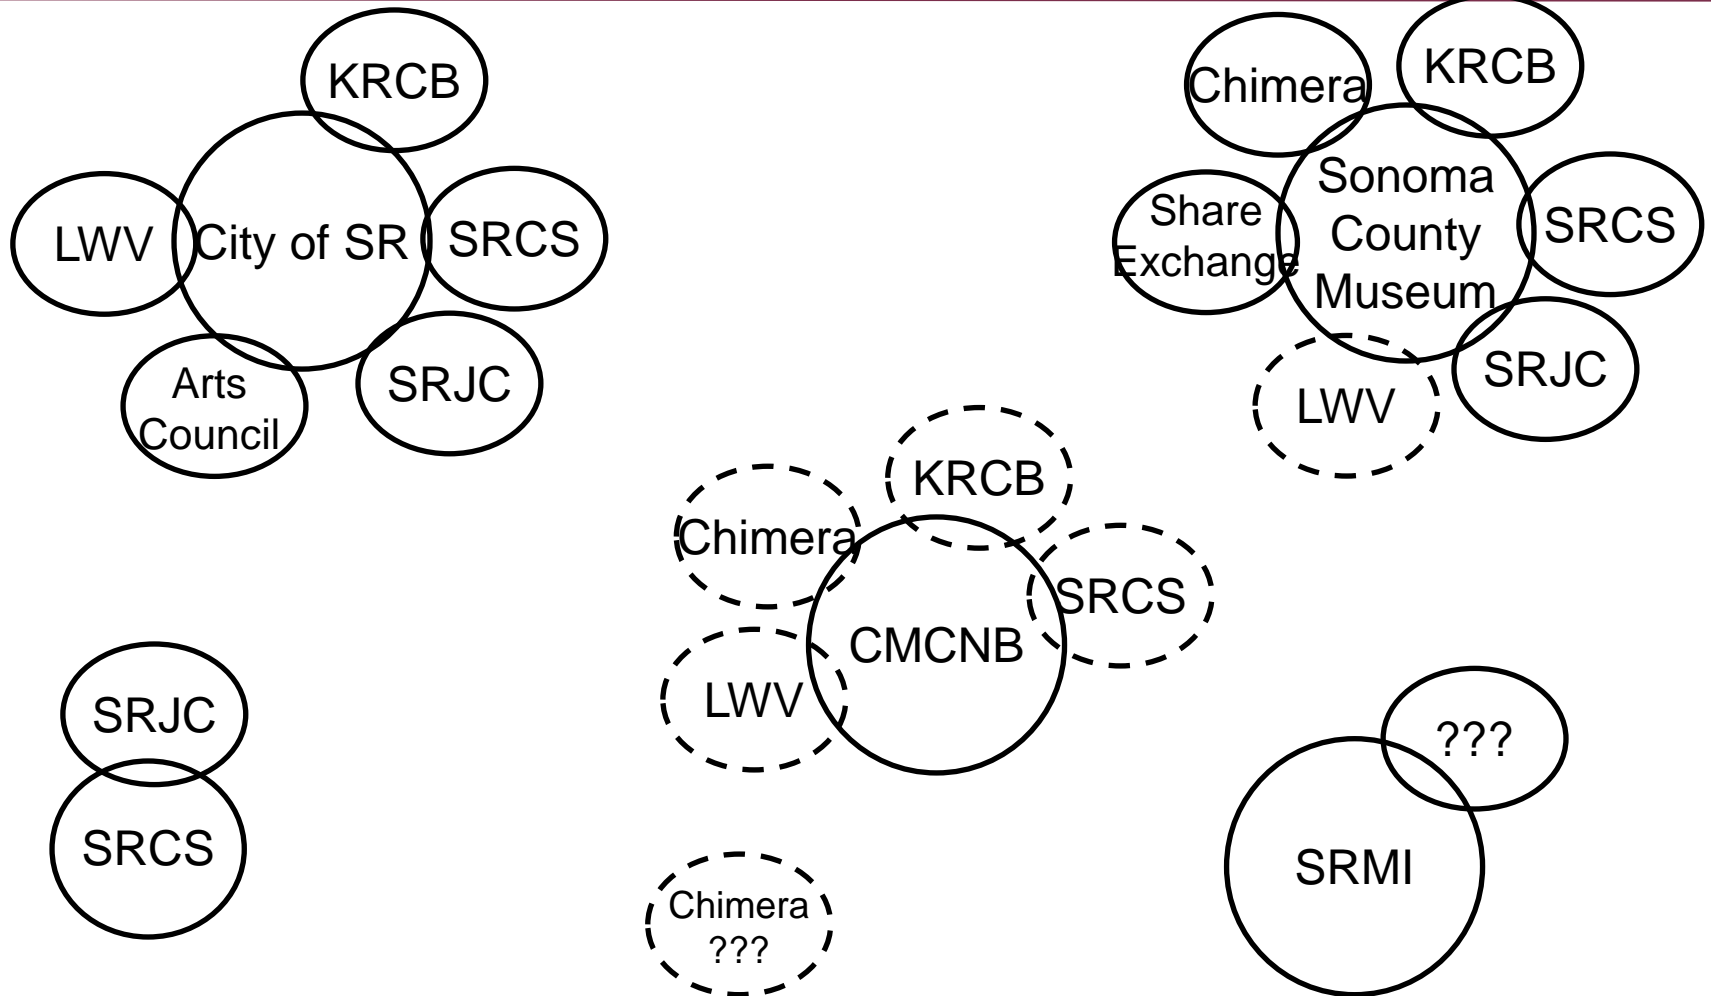 KRCB
LWV
City of SR
SRCS
Arts
Council
SRJC
Chimera
KRCB
Share
Exchange
Sonoma
County
Museum
SRCS
SRJC
LWV
KRCB
Chimera
SRCS
CMCNB
LWV
SRJC
SRCS
Chimera
???
???
SRMI